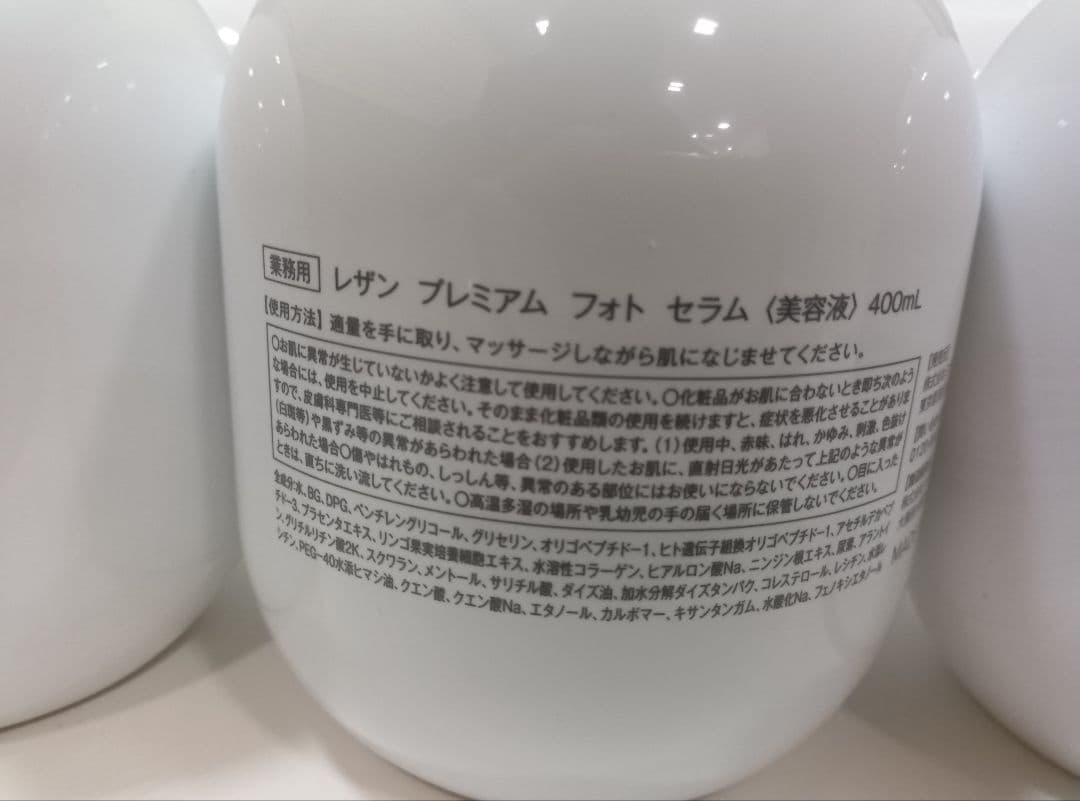 業務用 レザン プレミアム フォト セラム〈美容液〉400mL
【使用方法】適量を手に取り、マッサージしながら肌になじませてください。
〇お肌に異常が生じていないかよく注意して使用してください。〇化粧品がお肌に合わないとき即ち次のよう
な場合には、使用を中止してください。そのまま化粧品類の使用を続けますと、症状を悪化させることがありま
すので、皮膚科専門医等にご相談されることをおすすめします。(1)使用中、赤味、はれ、かゆみ、刺激、色抜け
(白斑等)や黒ずみ等の異常があらわれた場合(2)使用したお肌に、直射日光があたって上記のような異常が
あらわれた場合〇傷やはれもの、しっしん等、異常のある部位にはお使いにならないでください。〇目に入った
ときは、直ちに洗い流してください。〇高温多湿の場所や乳幼児の手の届く場所に保管しないでください。
全成分:水、BG、DPG、ペンチレングリコール、グリセリン、オリゴペプチド-1、ヒト遺伝子組換オリゴペプチド-1、アセチルデカペプ
チド-3、プラセンタエキス、リンゴ果実培養細胞エキス、水溶性コラーゲン、ヒアルロン酸Na、ニンジン根エキス、尿素、アラントイ
ン、グリチルリチン酸2K、スクワラン、メントール、サリチル酸、ダイズ油、加水分解ダイズタンパク、コレステロール、レシチン、水添レ
シチン、PEG-40水添ヒマシ油、クエン酸、クエン酸Na、エタノール、カルボマー、キサンタンガム、水酸化Na、フェノキシエタノール